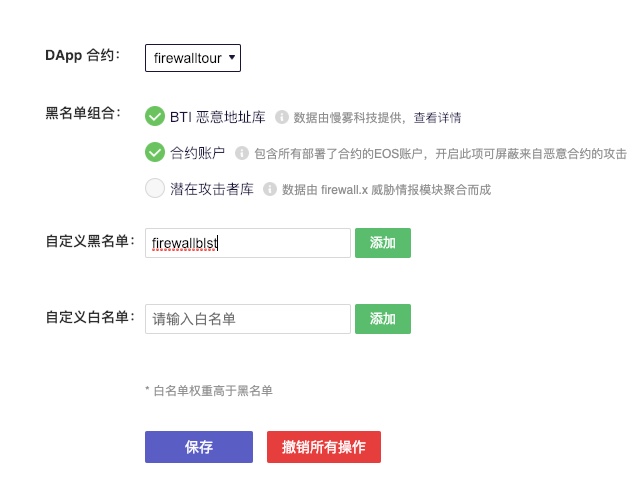 DApp 合约： firewalltour
黑名单组合： BTI 恶意地址库 数据由慢雾科技提供，查看详情
合约账户 包含所有部署了合约的EOS账户，开启此项可屏蔽来自恶意合约的攻击
潜在攻击者库 数据由 firewall.x 威胁情报模块聚合而成
自定义黑名单： firewallblst 添加
自定义白名单： 请输入白名单 添加
* 白名单权重高于黑名单
保存 撤销所有操作